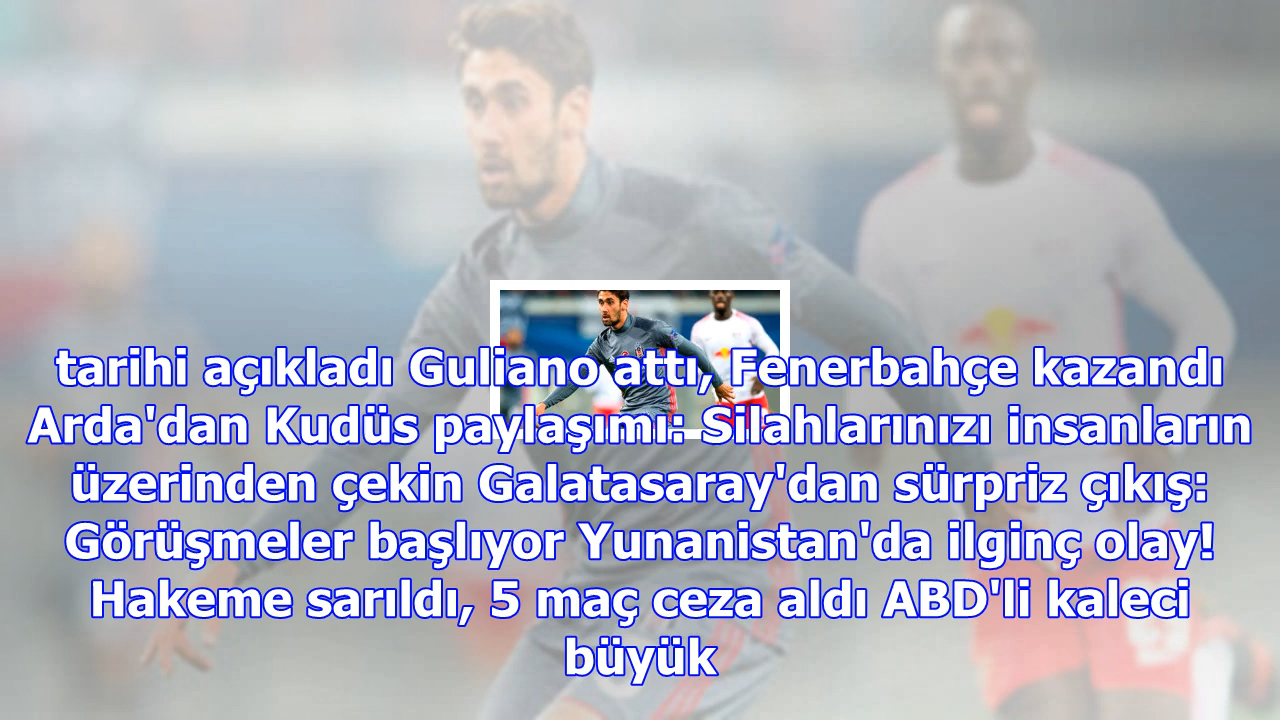 tarihi açıkladı Guliano attı, Fenerbahçe kazandı
Arda'dan Kudüs paylaşımı: Silahlarınızı insanların
üzerinden çekin Galatasaray'dan sürpriz çıkış:
Görüşmeler başlıyor Yunanistan'da ilginç olay!
Hakeme sarıldı, 5 maç ceza aldı ABD'li kaleci
büyük